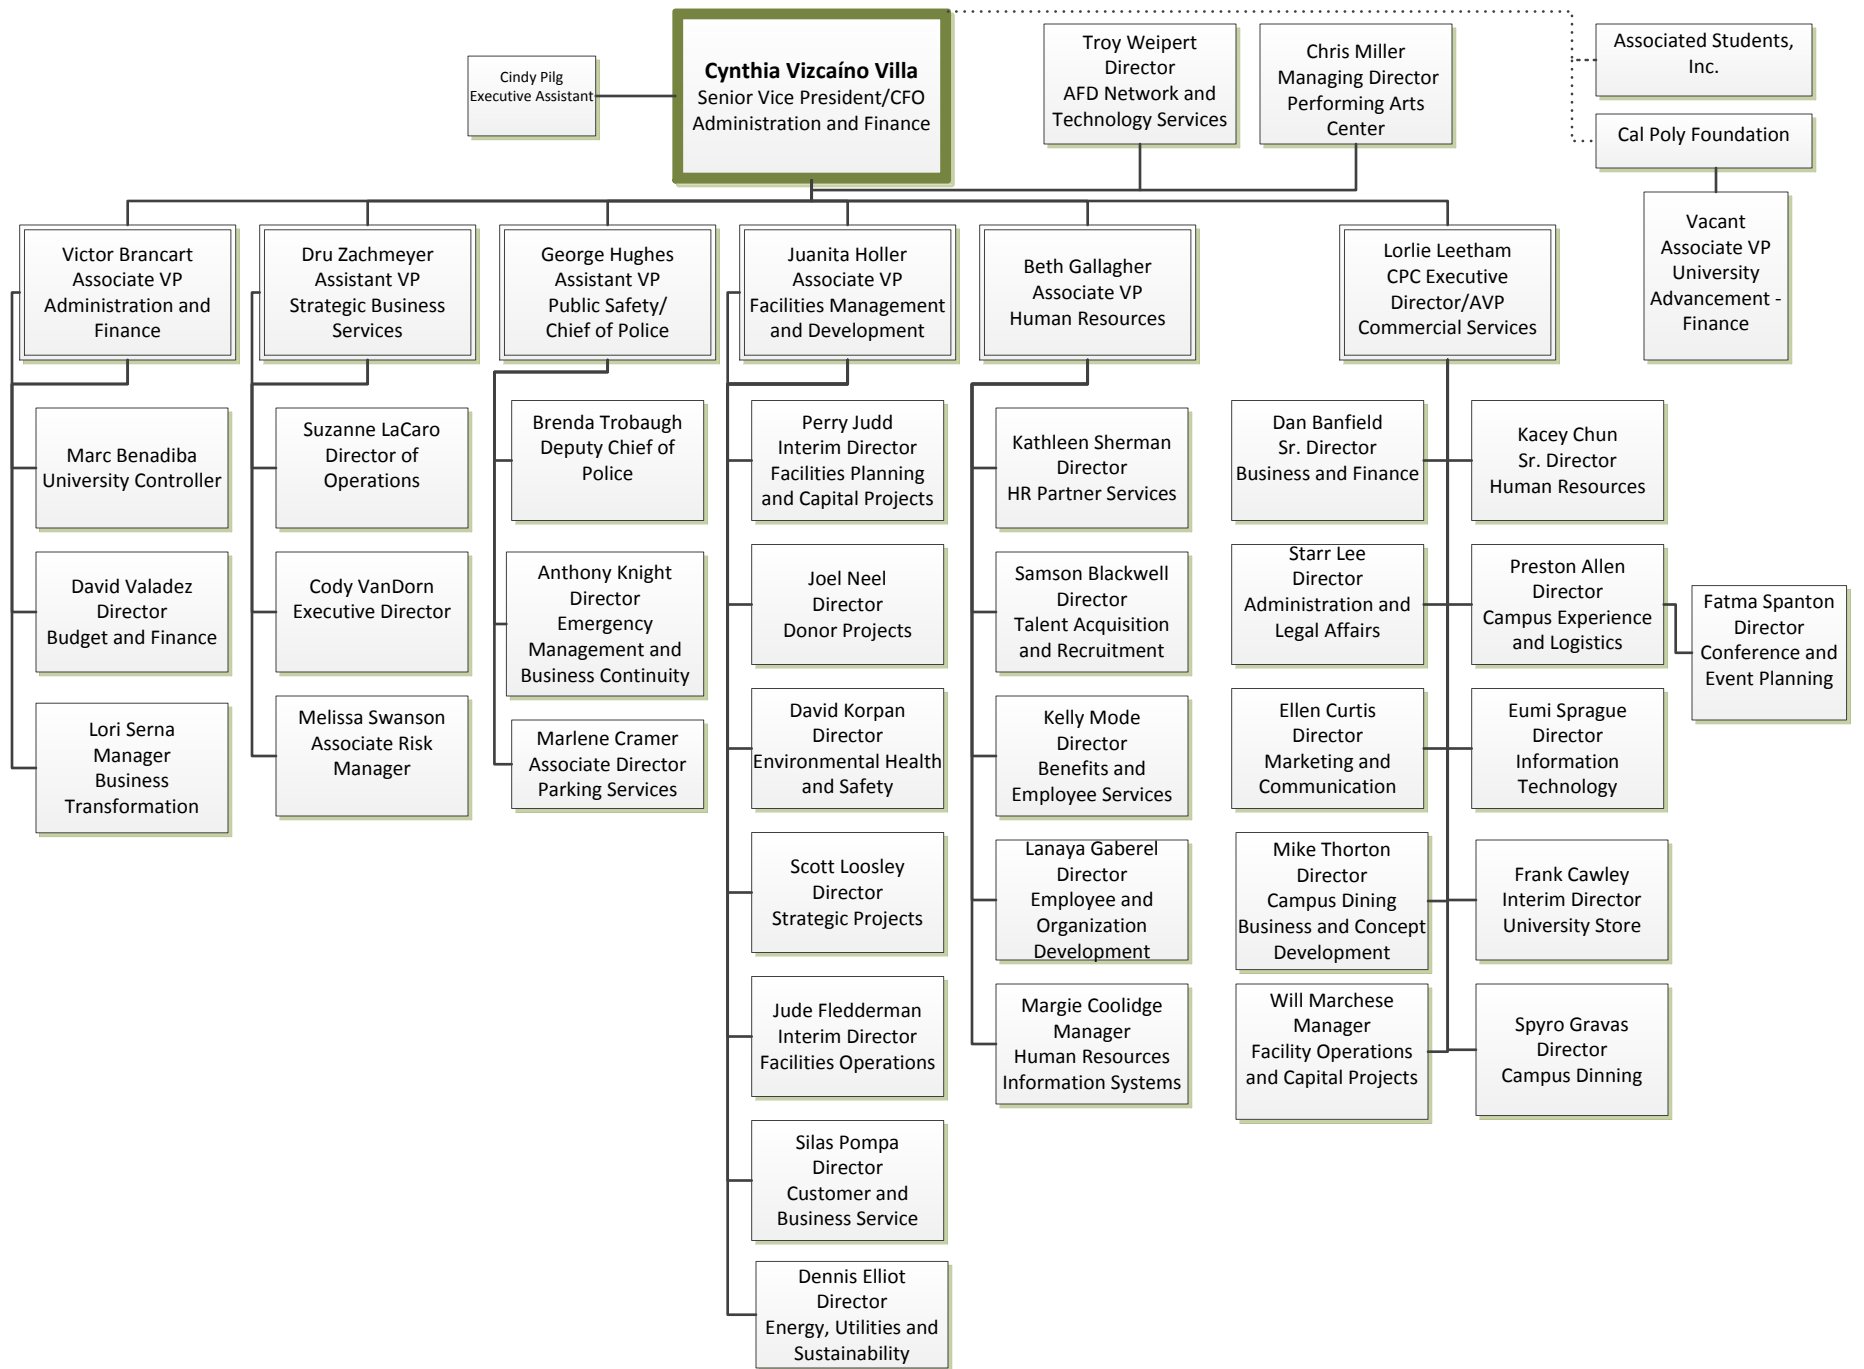 Cindy Pilg
Executive Assistant
Cynthia Vizcaíno Villa
Senior Vice President/CFO
Administration and Finance
Troy Weipert
Director
AFD Network and
Technology Services
Chris Miller
Managing Director
Performing Arts
Center
Associated Students,
Inc.
Cal Poly Foundation
Vacant
Associate VP
University
Advancement -
Finance
Victor Brancart
Associate VP
Administration and
Finance
Dru Zachmeyer
Assistant VP
Strategic Business
Services
George Hughes
Assistant VP
Public Safety/
Chief of Police
Juanita Holler
Associate VP
Facilities Management
and Development
Beth Gallagher
Associate VP
Human Resources
Lorlie Leetham
CPC Executive
Director/AVP
Commercial Services
Marc Benadiba
University Controller
David Valadez
Director
Budget and Finance
Lori Serna
Manager
Business
Transformation
Suzanne LaCaro
Director of
Operations
Cody VanDorn
Executive Director
Melissa Swanson
Associate Risk
Manager
Brenda Trobaugh
Deputy Chief of
Police
Anthony Knight
Director
Emergency
Management and
Business Continuity
Marlene Cramer
Associate Director
Parking Services
Perry Judd
Interim Director
Facilities Planning
and Capital Projects
Joel Neel
Director
Donor Projects
David Korpan
Director
Environmental Health
and Safety
Scott Loosley
Director
Strategic Projects
Jude Fledderman
Interim Director
Facilities Operations
Silas Pompa
Director
Customer and
Business Service
Dennis Elliot
Director
Energy, Utilities and
Sustainability
Kathleen Sherman
Director
HR Partner Services
Samson Blackwell
Director
Talent Acquisition
and Recruitment
Kelly Mode
Director
Benefits and
Employee Services
Lanaya Gaberel
Director
Employee and
Organization
Development
Margie Coolidge
Manager
Human Resources
Information Systems
Dan Banfield
Sr. Director
Business and Finance
Kacey Chun
Sr. Director
Human Resources
Starr Lee
Director
Administration and
Legal Affairs
Preston Allen
Director
Campus Experience
and Logistics
Fatma Spanton
Director
Conference and
Event Planning
Ellen Curtis
Director
Marketing and
Communication
Eumi Sprague
Director
Information
Technology
Mike Thorton
Director
Campus Dining
Business and Concept
Development
Frank Cawley
Interim Director
University Store
Will Marchese
Manager
Facility Operations
and Capital Projects
Spyro Gravas
Director
Campus Dinning